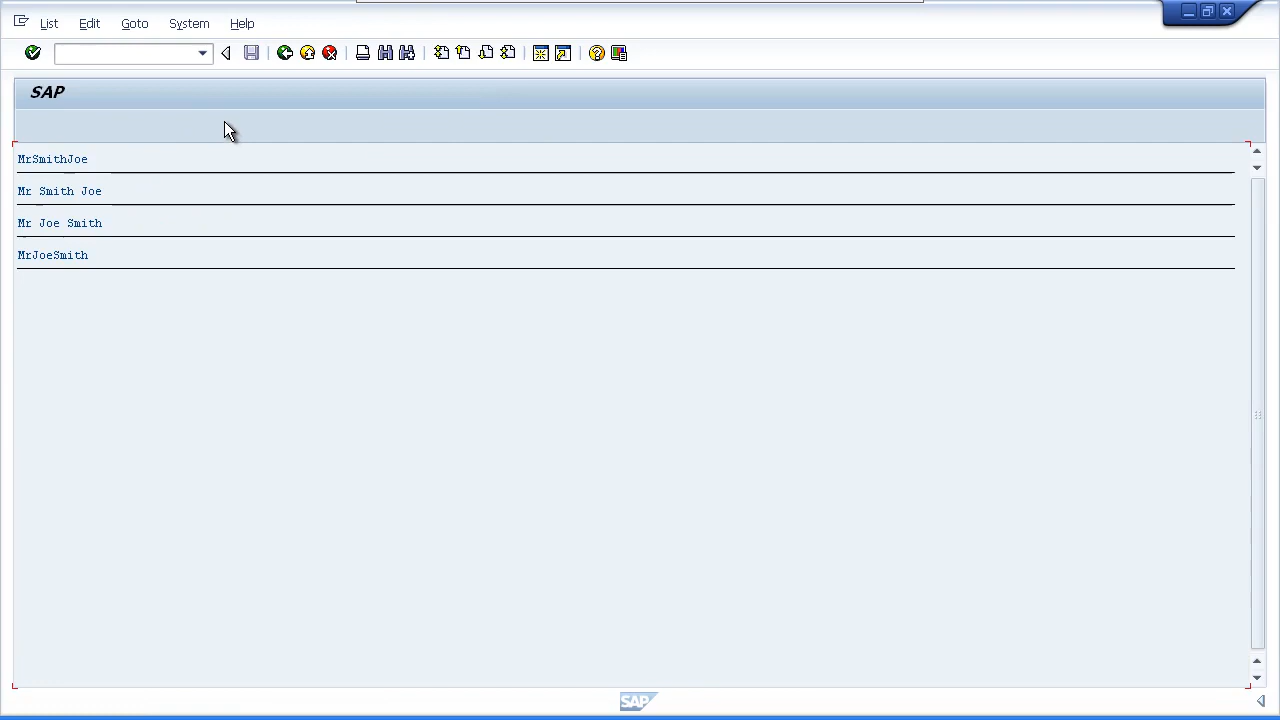 List Edit Goto System Help
SAP
MrSmithJoe
Mr Smith Joe
Mr Joe Smith
MrJoeSmith
SAP